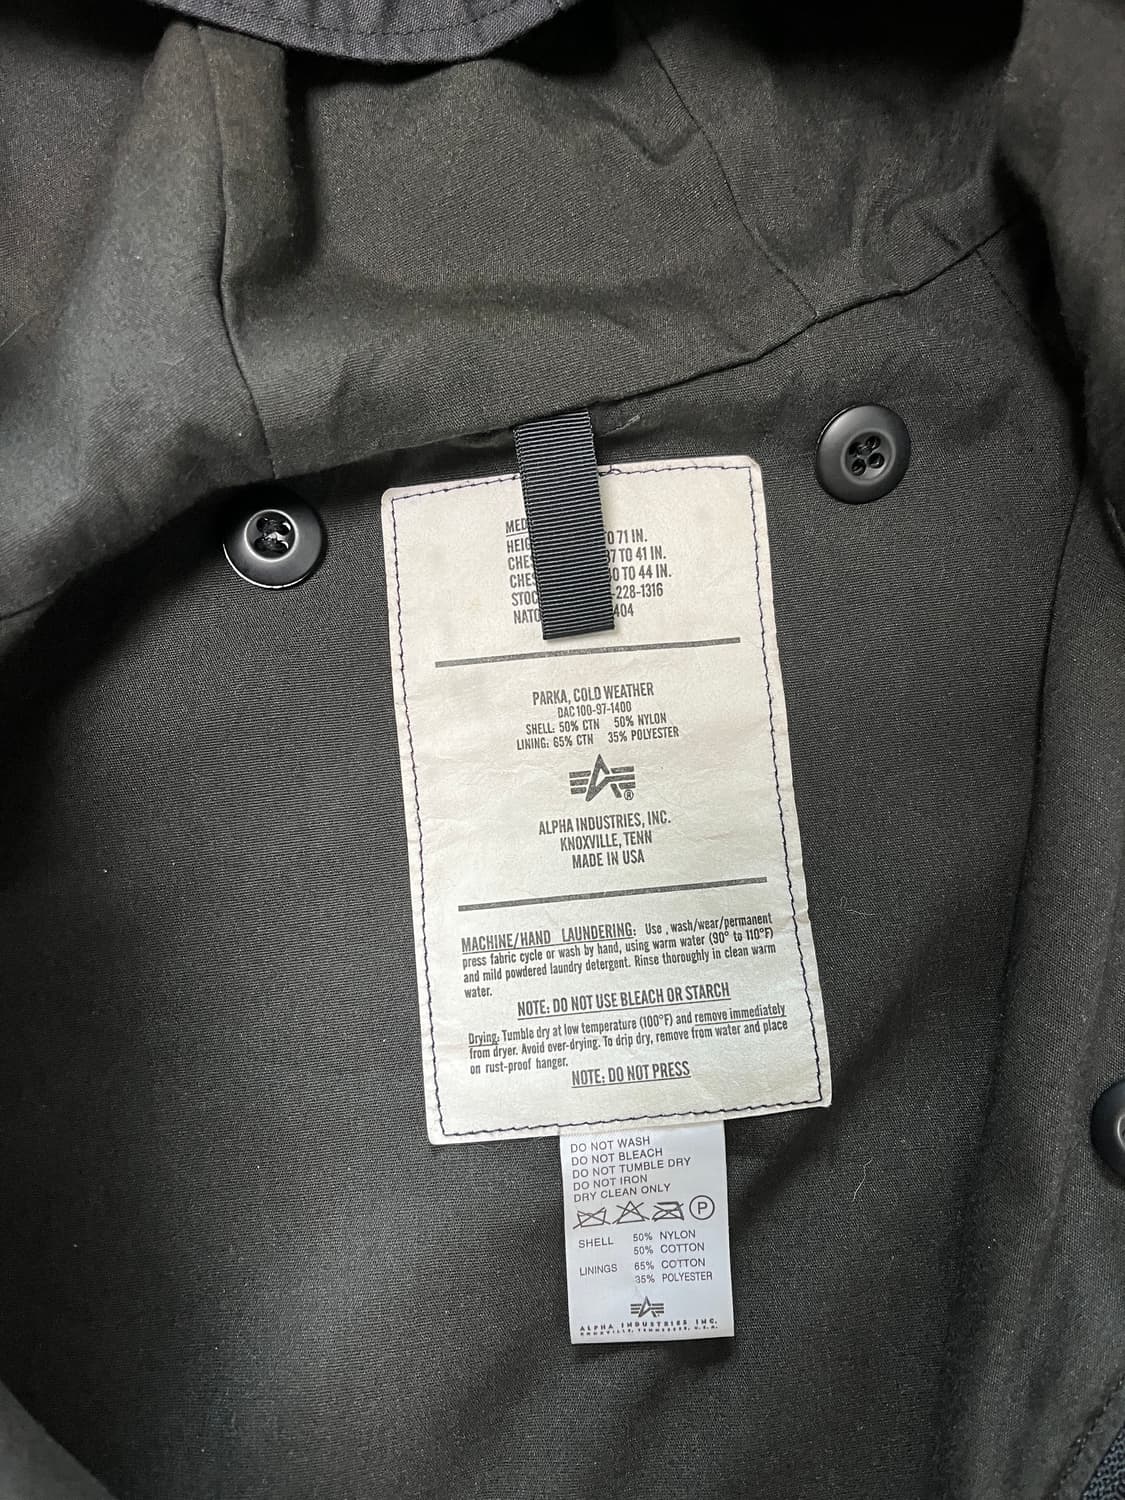 MED
HEIG O 71 IN.
CHES 37 TO 41 IN.
CHES 0 TO 44 IN.
STOC -228-1316
NATO 404
PARKA, COLD WEATHER
DAC100-97-1400
SHELL: 50% CTN 50% NYLON
LINING: 65% CTN 35% POLYESTER
ALPHA INDUSTRIES, INC.
KNOXVILLE, TENN
MADE IN USA
MACHINE/HAND LAUNDERING: Use wash/wear/permanent
press fabric cycle or wash by hand, using warm water (90° to 110°F)
and mild powdered laundry detergent. Rinse thoroughly in clean warm
water.
NOTE: DO NOT USE BLEACH OR STARCH
Drying: Tumble dry at low temperature (100°F) and remove immediately
from dryer. Avoid over-drying. To drip dry, remove from water and place
on rust-proof hanger.
NOTE: DO NOT PRESS
DO NOT WASH
DO NOT BLEACH
DO NOT TUMBLE DRY
DO NOT IRON
DRY CLEAN ONLY
P
SHELL 50% NYLON
50% COTTON
LININGS 65% COTTON
35% POLYESTER
ALPHA INDUSTRIES INC.
KNOXVILLE, TENNESSEE, U.S.A.